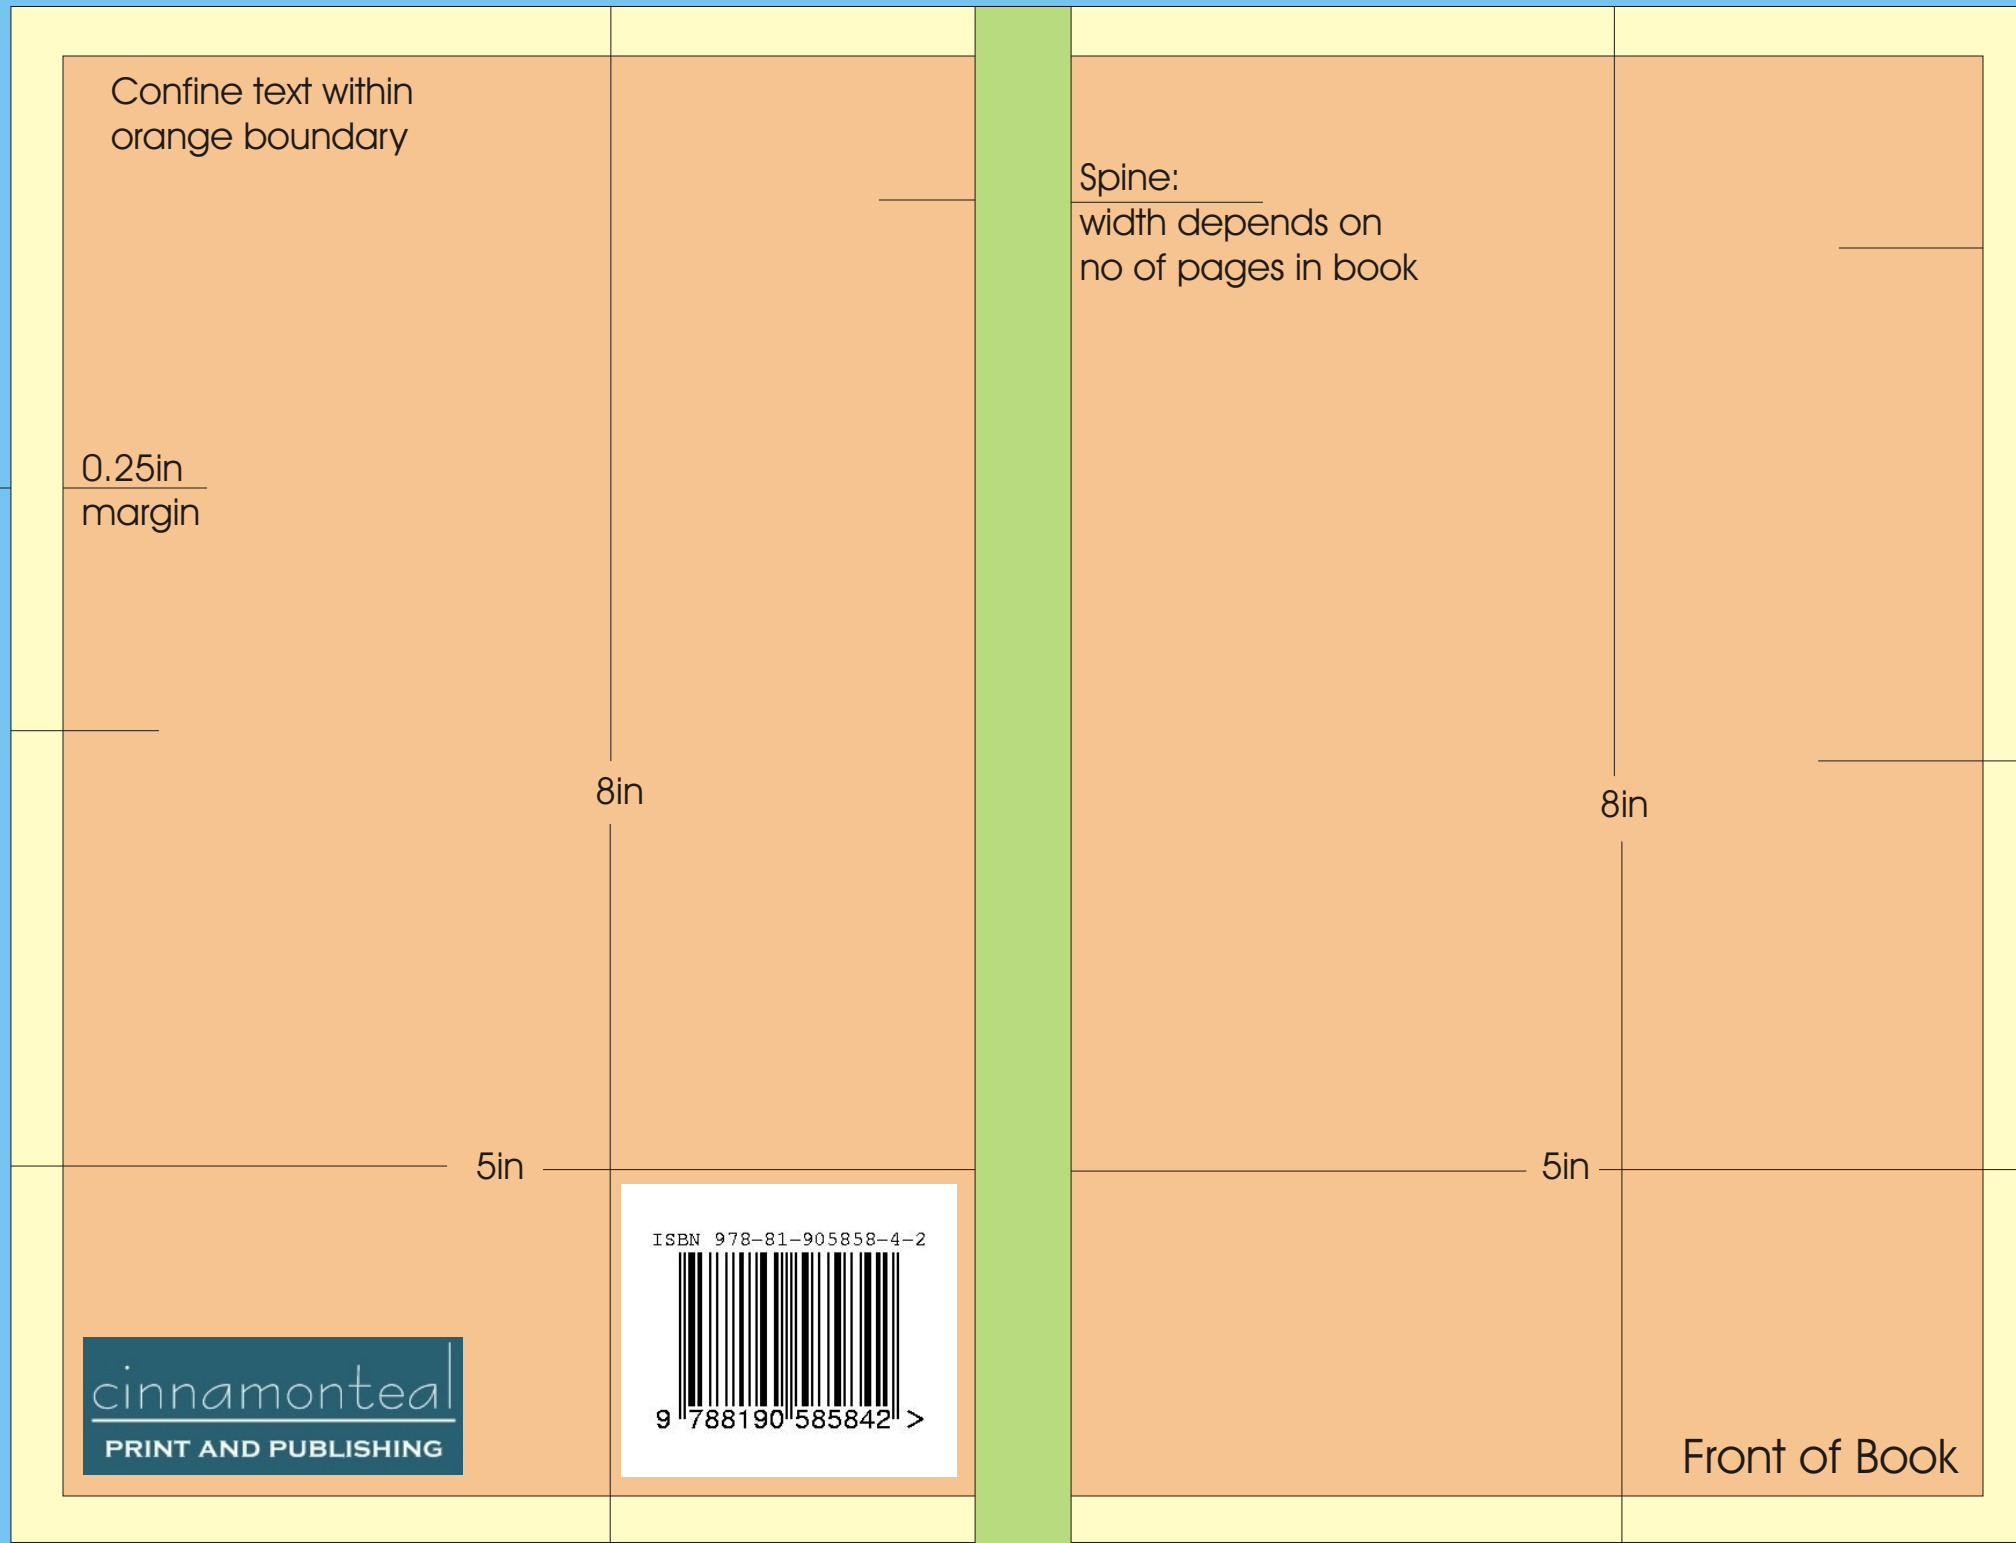 Confine text within
orange boundary
Spine:
width depends on
no of pages in book
0.25in
margin
8in
8in
5in
5in
ISBN 978-81-905858-4-2
9 788190 585842 >
cinnamonteal
PRINT AND PUBLISHING
Front of Book